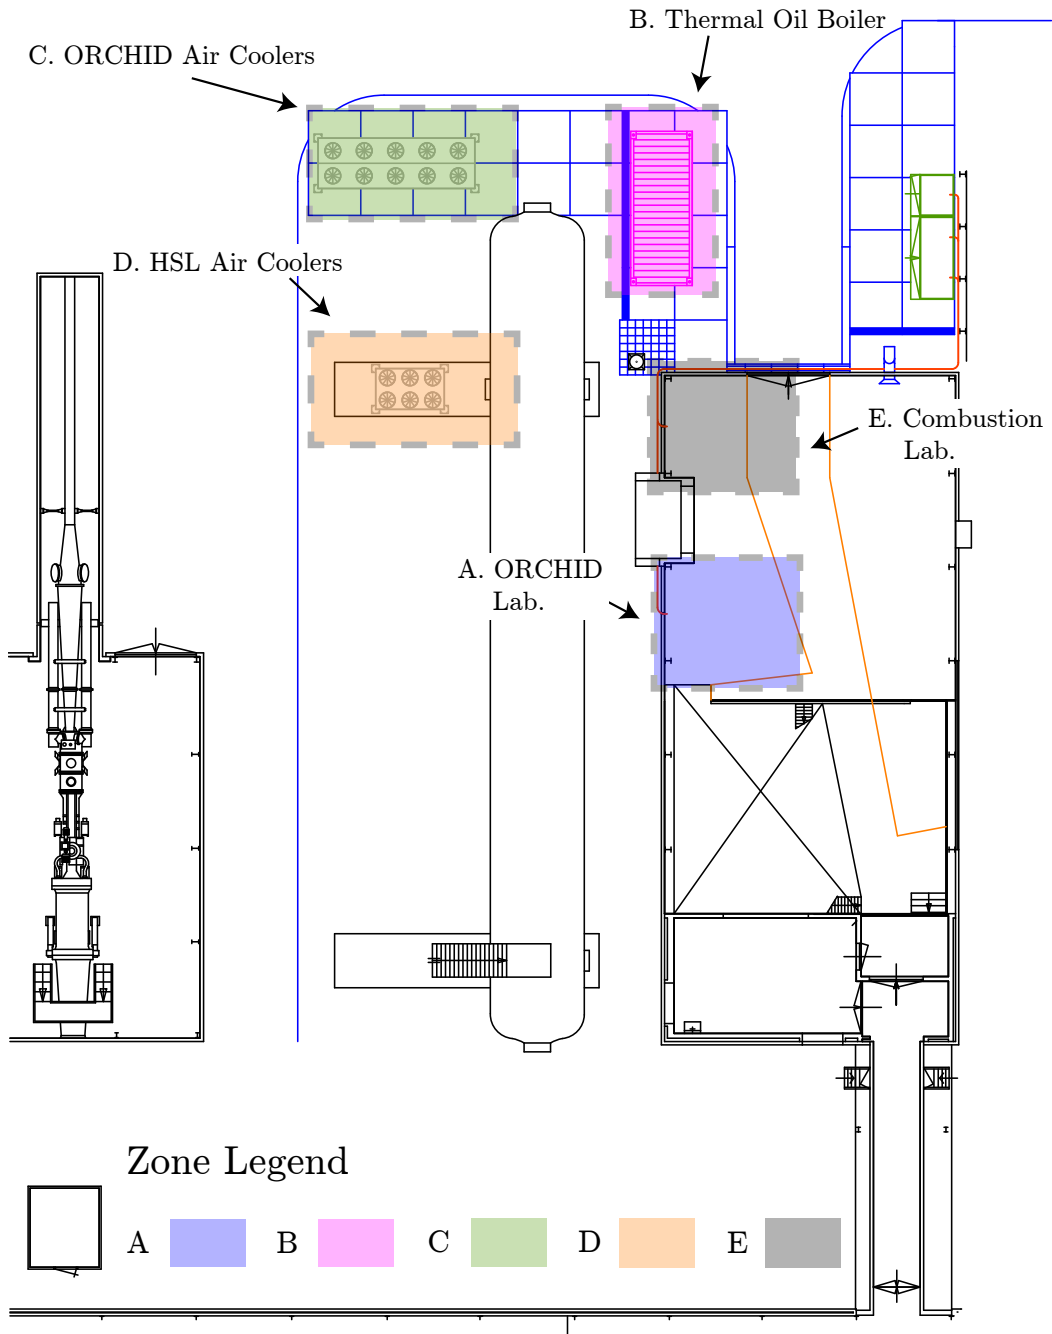 B. Thermal Oil Boiler
C. ORCHID Air Coolers
D. HSL Air Coolers
E. Combustion
Lab.
A. ORCHID
Lab.
Zone Legend
A B C D E